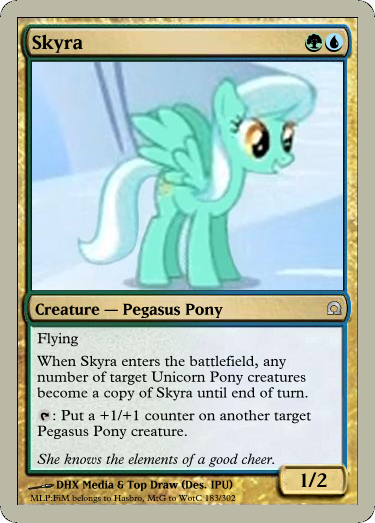 Skyra
Creature — Pegasus Pony
Flying
When Skyra enters the battlefield, any
number of target Unicorn Pony creatures
become a copy of Skyra until end of turn.
: Put a +1/+1 counter on another target
Pegasus Pony creature.
She knows the elements of a good cheer.
1/2
DHX Media & Top Draw (Des. IPU)
MLP:FiM belongs to Hasbro, MtG to WotC 183/302